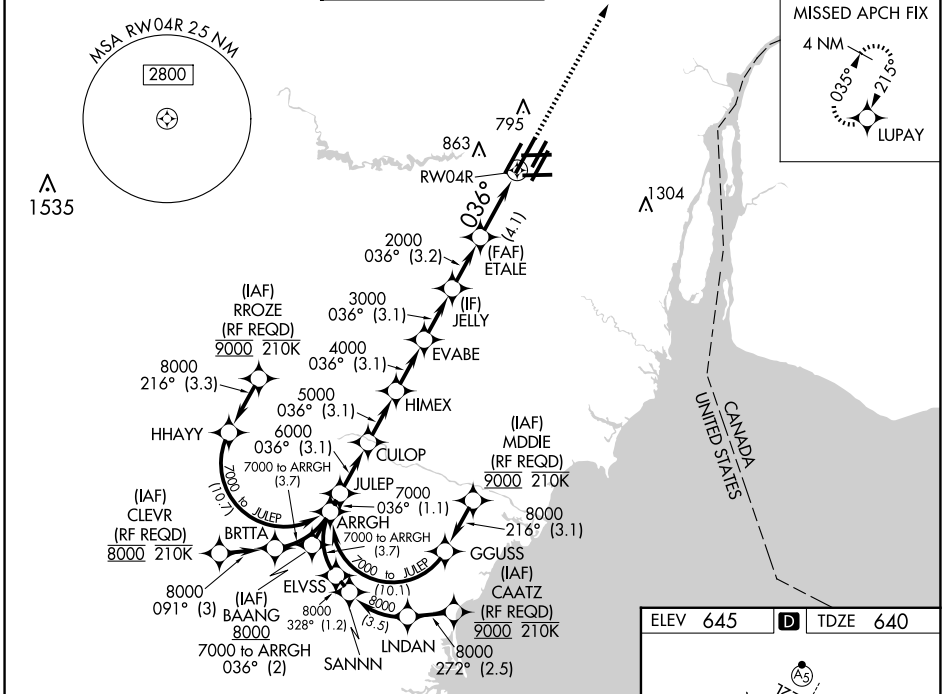 MSA RW04R 25 NM
2800
1535
863
795
RW04R
036°
(4.1)
(FAF)
ETALE
1304
MISSED APCH FIX
4 NM
035°
215°
LUPAY
2000
036° (3.2)
(IF)
JELLY
3000
036° (3.1)
EVABE
4000
036° (3.1)
HIMEX
5000
036° (3.1)
CULOP
6000
036° (3.1)
JULEP
7000
036° (1.1)
ARRGH
(IAF)
RROZE
(RF REQD)
9000 210K
8000
216° (3.3)
HHAYY
7000 to JULEP
(10.7)
7000 to ARRGH
(3.7)
(IAF)
CLEVR
(RF REQD)
8000 210K
BRTTA
8000
091° (3)
(IAF)
BAANG
8000
7000 to ARRGH
036° (2)
(IAF)
MDDIE
(RF REQD)
9000 210K
8000
216° (3.1)
GGUSS
7000 to JULEP
(10.1)
7000 to ARRGH
(3.7)
ELVSS
8000
328° (1.2)
SANNN
8000
(3.5)
LNDAN
(IAF)
CAATZ
(RF REQD)
9000 210K
8000
272° (2.5)
CANADA
UNITED STATES
ELEV 645
D
TDZE 640
A5